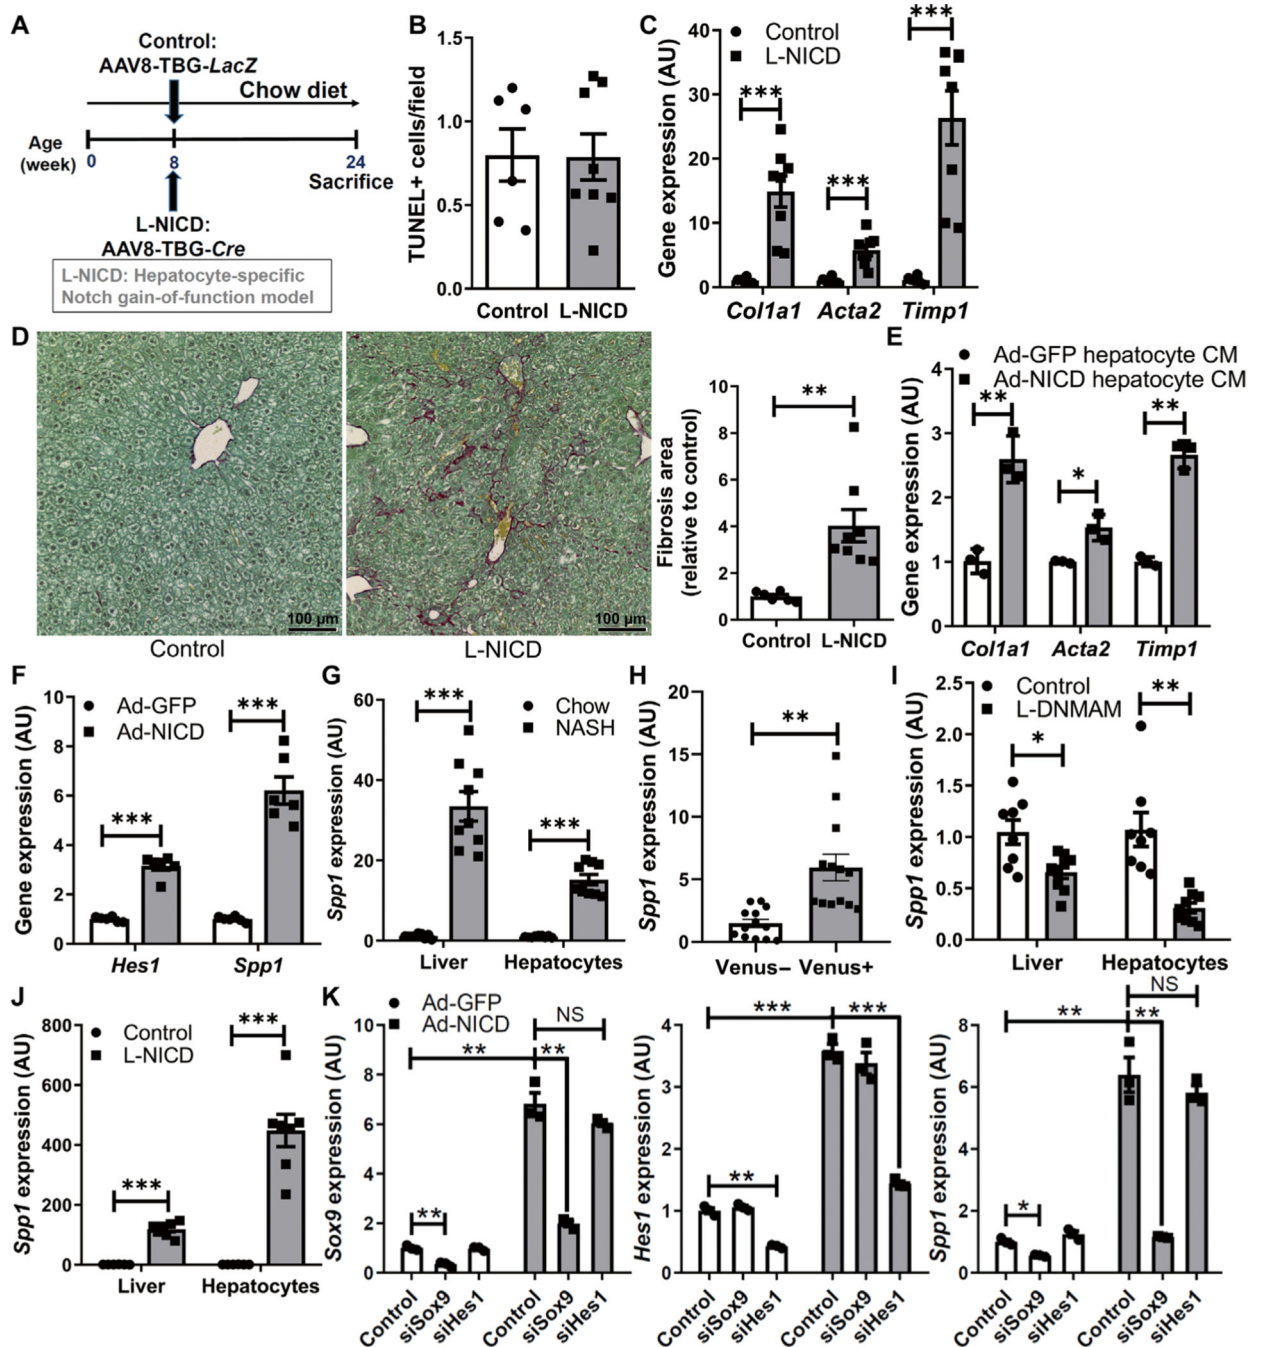 A
Control:
AAV8-TBG-LacZ
Chow diet
Age
(week)
0
8
24
Sacrifice
L-NICD:
AAV8-TBG-Cre
L-NICD: Hepatocyte-specific
Notch gain-of-function model
B
TUNEL+ cells/field
1.5
1.0
0.5
0.0
Control L-NICD
C
Gene expression (AU)
40
30
20
10
0
Control
L-NICD
***
***
***
Col1a1 Acta2 Timp1
D
100 µm
Control
100 µm
L-NICD
Fibrosis area
(relative to control)
10
8
6
4
2
0
**
Control L-NICD
E
Ad-GFP hepatocyte CM
Ad-NICD hepatocyte CM
Gene expression (AU)
4
3
2
1
0
**
*
**
Col1a1 Acta2 Timp1
F
Gene expression (AU)
10
8
6
4
2
0
Ad-GFP
Ad-NICD
***
***
Hes1 Spp1
G
Spp1 expression (AU)
60
40
20
0
Chow
NASH
***
***
Liver Hepatocytes
H
Spp1 expression (AU)
20
15
10
5
0
**
Venus– Venus+
I
Spp1 expression (AU)
2.5
2.0
1.5
1.0
0.5
0.0
Control
L-DNMAM
*
**
Liver Hepatocytes
J
Spp1 expression (AU)
800
600
400
200
0
Control
L-NICD
***
***
Liver Hepatocytes
K
Ad-GFP
Ad-NICD
Sox9 expression (AU)
10
8
6
4
2
0
**
**
**
NS
Control siSox9 siHes1 Control siSox9 siHes1
Hes1 expression (AU)
4
3
2
1
0
**
***
***
Control siSox9 siHes1 Control siSox9 siHes1
Spp1 expression (AU)
8
6
4
2
0
*
**
**
NS
Control siSox9 siHes1 Control siSox9 siHes1